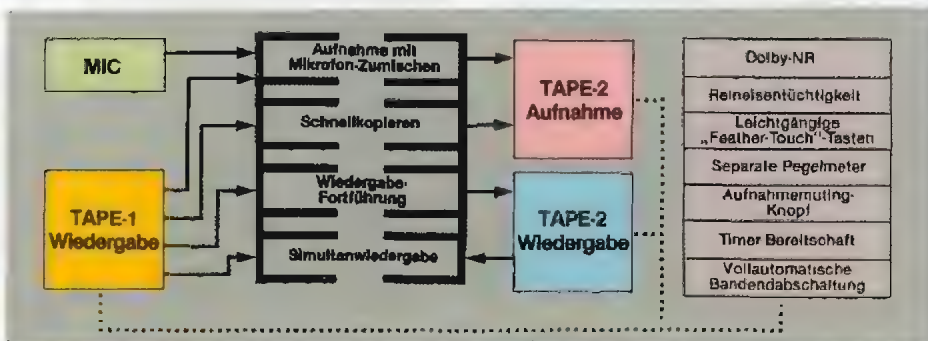 MIC
TAPE-1
Wiedergabe
Aufnahme mit
Mikrofon-Zumischen
Schnellkopieren
Wiedergabe-
Fortführung
Simultanwiedergabe
TAPE-2
Aufnahme
TAPE-2
Wiedergabe
Dolby-NR
Reineisentüchtigkeit
Leichtgängige
„Feather-Touch“-Tasten
Separate Pegelmeter
Aufnahmemuting-
Knopf
Timer Bereitschaft
Vollautomatische
Bandendabschaltung